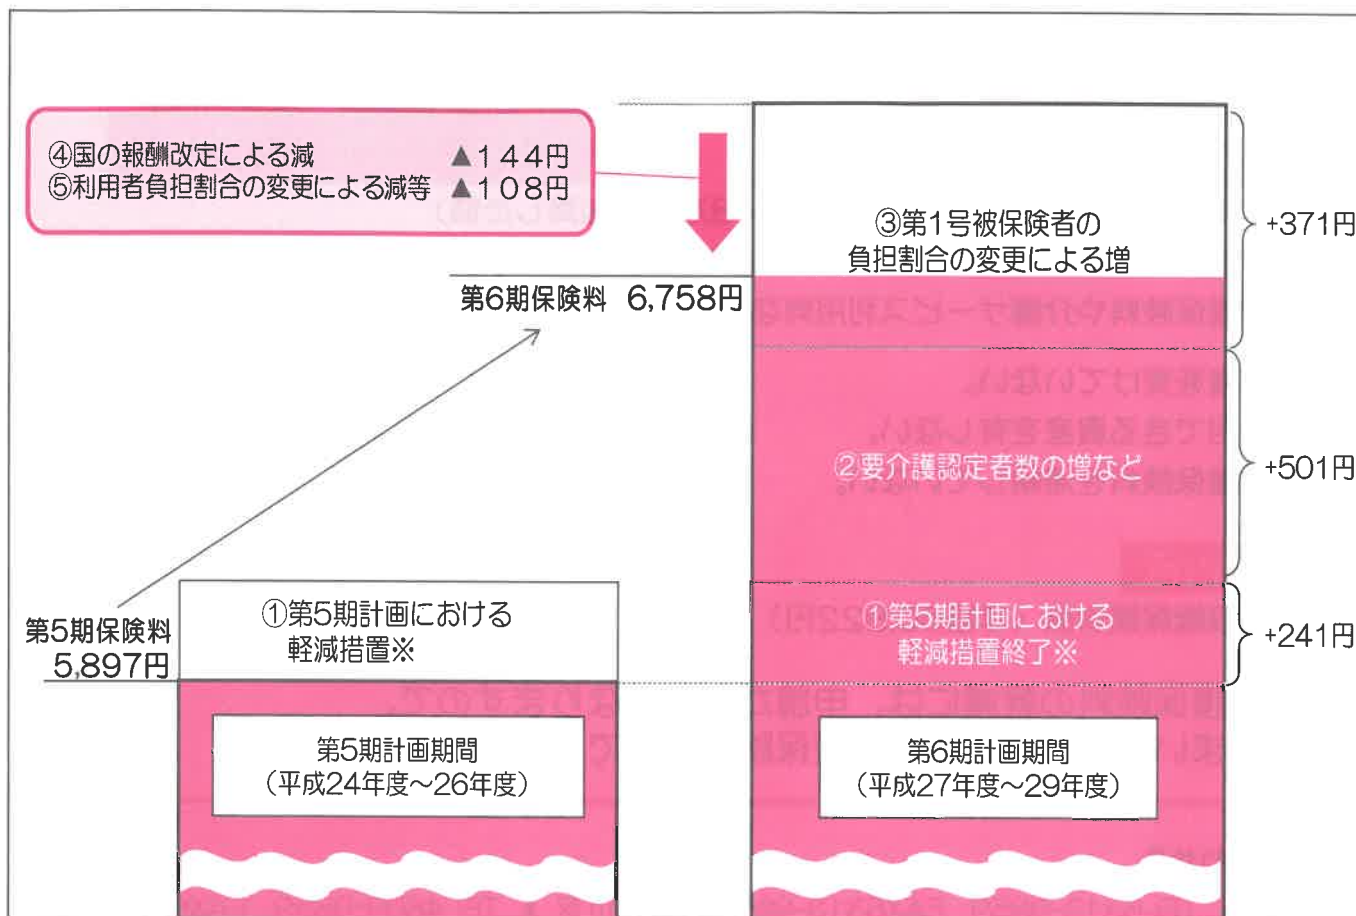 ④国の報酬改定による減 ▲144円
⑤利用者負担割合の変更による減等 ▲108円
③第1号被保険者の
負担割合の変更による増
+371円
第6期保険料 6,758円
②要介護認定者数の増など
+501円
第5期保険料
5,897円
①第5期計画における
軽減措置※
①第5期計画における
軽減措置終了※
+241円
第5期計画期間
(平成24年度～26年度)
第6期計画期間
(平成27年度～29年度)